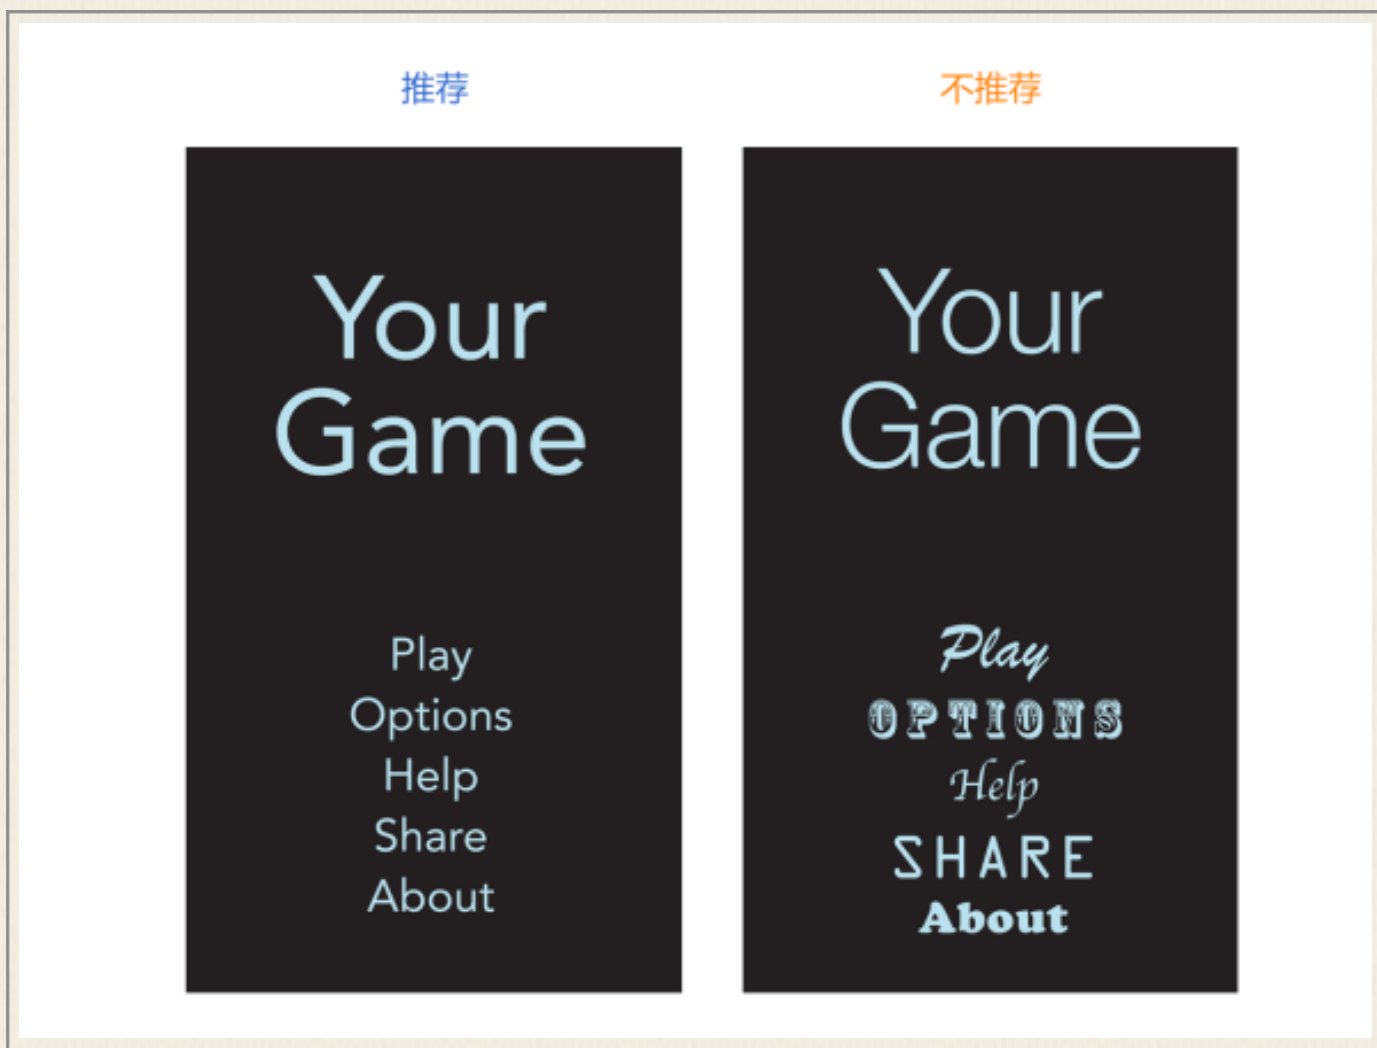 推荐
Your
Game
Play
Options
Help
Share
About
不推荐
Your
Game
Play
OPTIONS
Help
SHARE
About